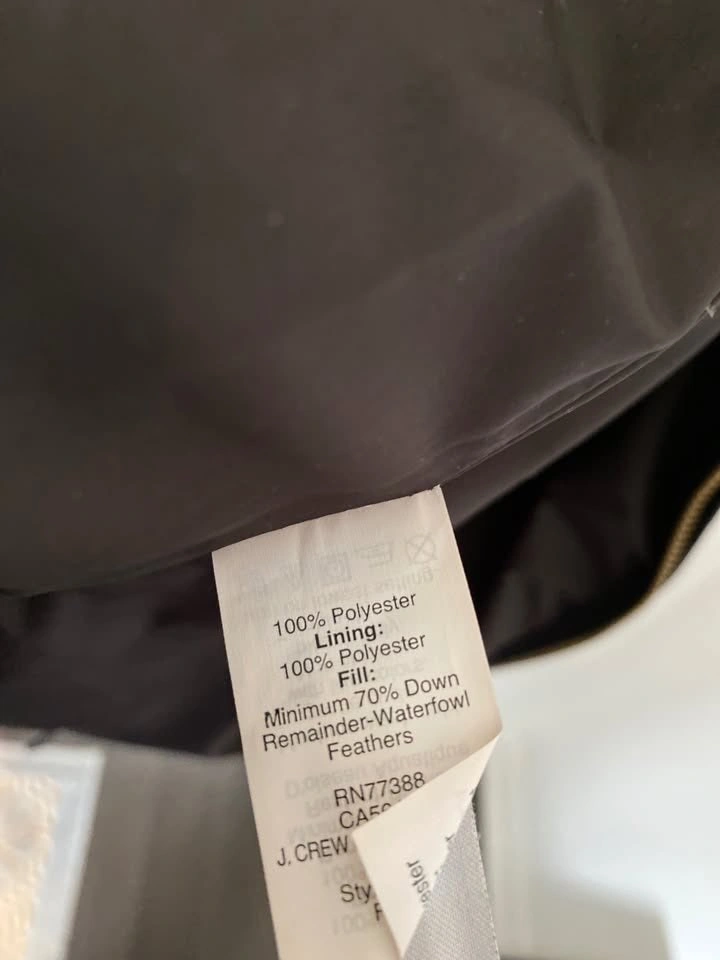 100% Polyester
Lining:
100% Polyester
Fill:
Minimum 70% Down
Remainder-Waterfowl
Feathers
RN77388
J. CREW